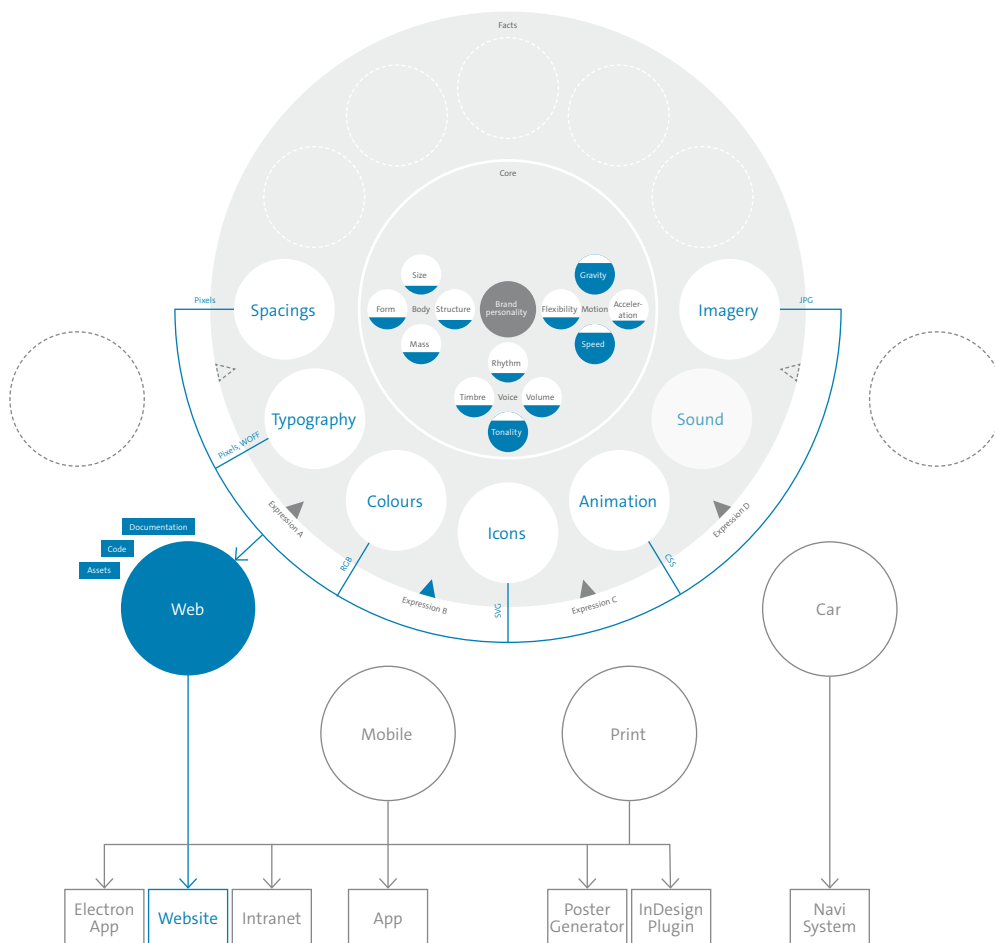 Facts
Core
Size
Gravity
Form
Body
Structure
Brand
personality
Flexibility
Motion
Acceler-
ation
Mass
Speed
Rhythm
Timbre
Voice
Volume
Tonality
Pixels
Spacings
Imagery
JPG
Typography
Sound
Pixels, WOFF
Colours
Icons
Animation
Expression A
Expression D
RGB
SVG
CSS
Expression B
Expression C
Documentation
Code
Assets
Web
Car
Mobile
Print
Electron
App
Website
Intranet
App
Poster
Generator
InDesign
Plugin
Navi
System